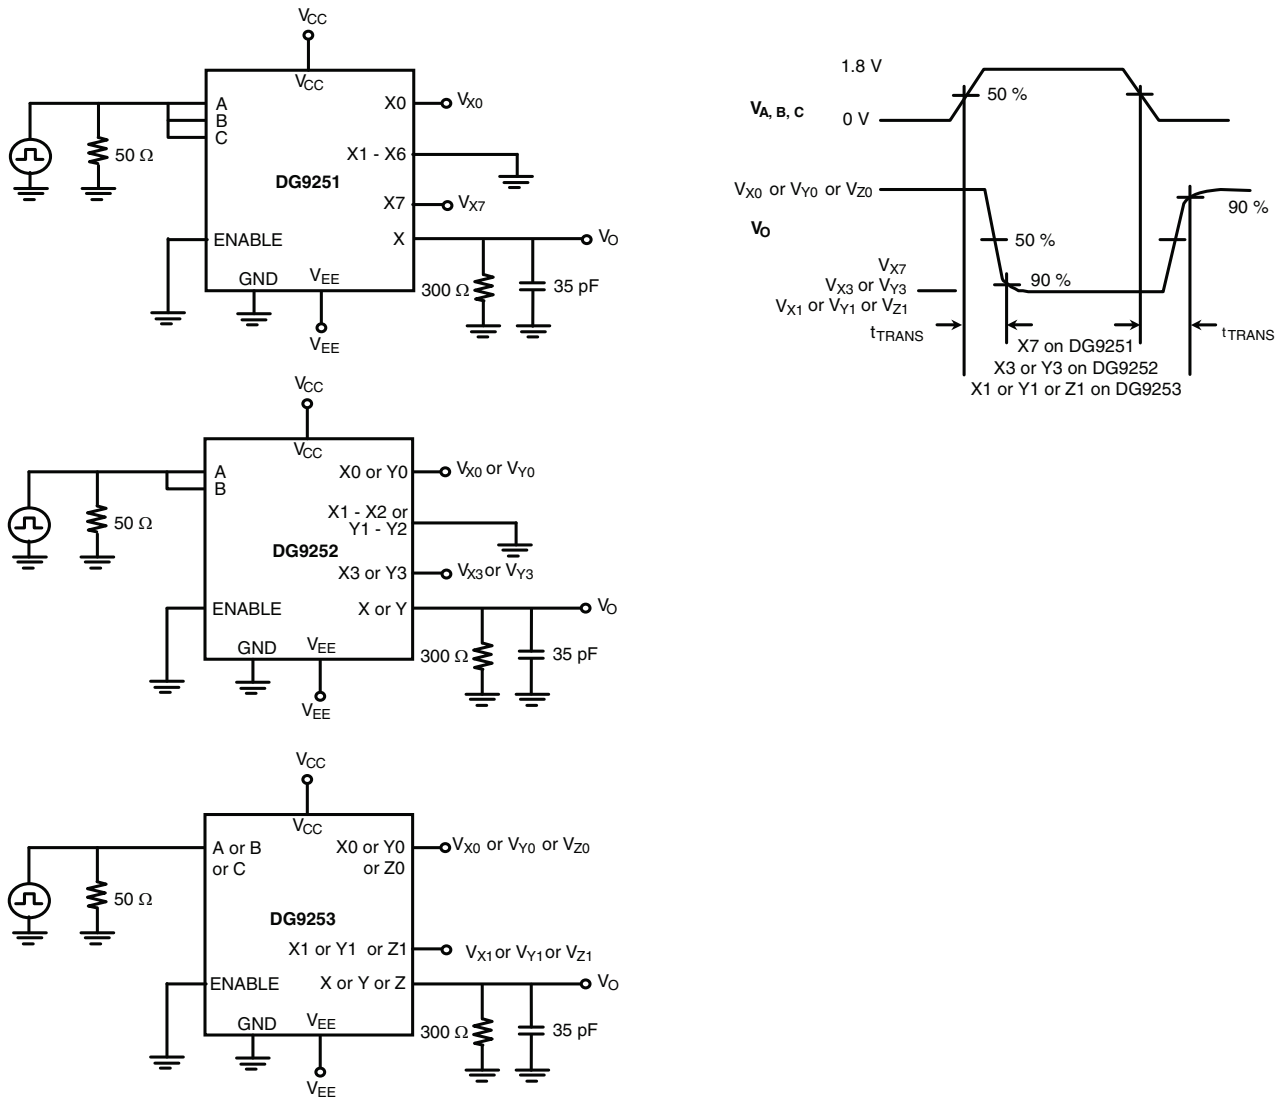 VCC
VCC
A
B
C
50 Ω
X0
VX0
X1 - X6
DG9251
X7
VX7
ENABLE
X
VO
GND
VEE
300 Ω
35 pF
VEE
1.8 V
50 %
VA, B, C
0 V
VX0 or VY0 or VZ0
90 %
VO
50 %
VX7
VX3 or VY3
90 %
VX1 or VY1 or VZ1
tTRANS
tTRANS
X7 on DG9251
X3 or Y3 on DG9252
X1 or Y1 or Z1 on DG9253
VCC
VCC
A
B
50 Ω
X0 or Y0
VX0 or VY0
X1 - X2 or
Y1 - Y2
DG9252
X3 or Y3
VX3 or VY3
ENABLE
X or Y
VO
GND
VEE
300 Ω
35 pF
VEE
VCC
VCC
A or B
or C
50 Ω
X0 or Y0
or Z0
VX0 or VY0 or VZ0
DG9253
X1 or Y1 or Z1
VX1 or VY1 or VZ1
ENABLE
X or Y or Z
VO
GND
VEE
300 Ω
35 pF
VEE